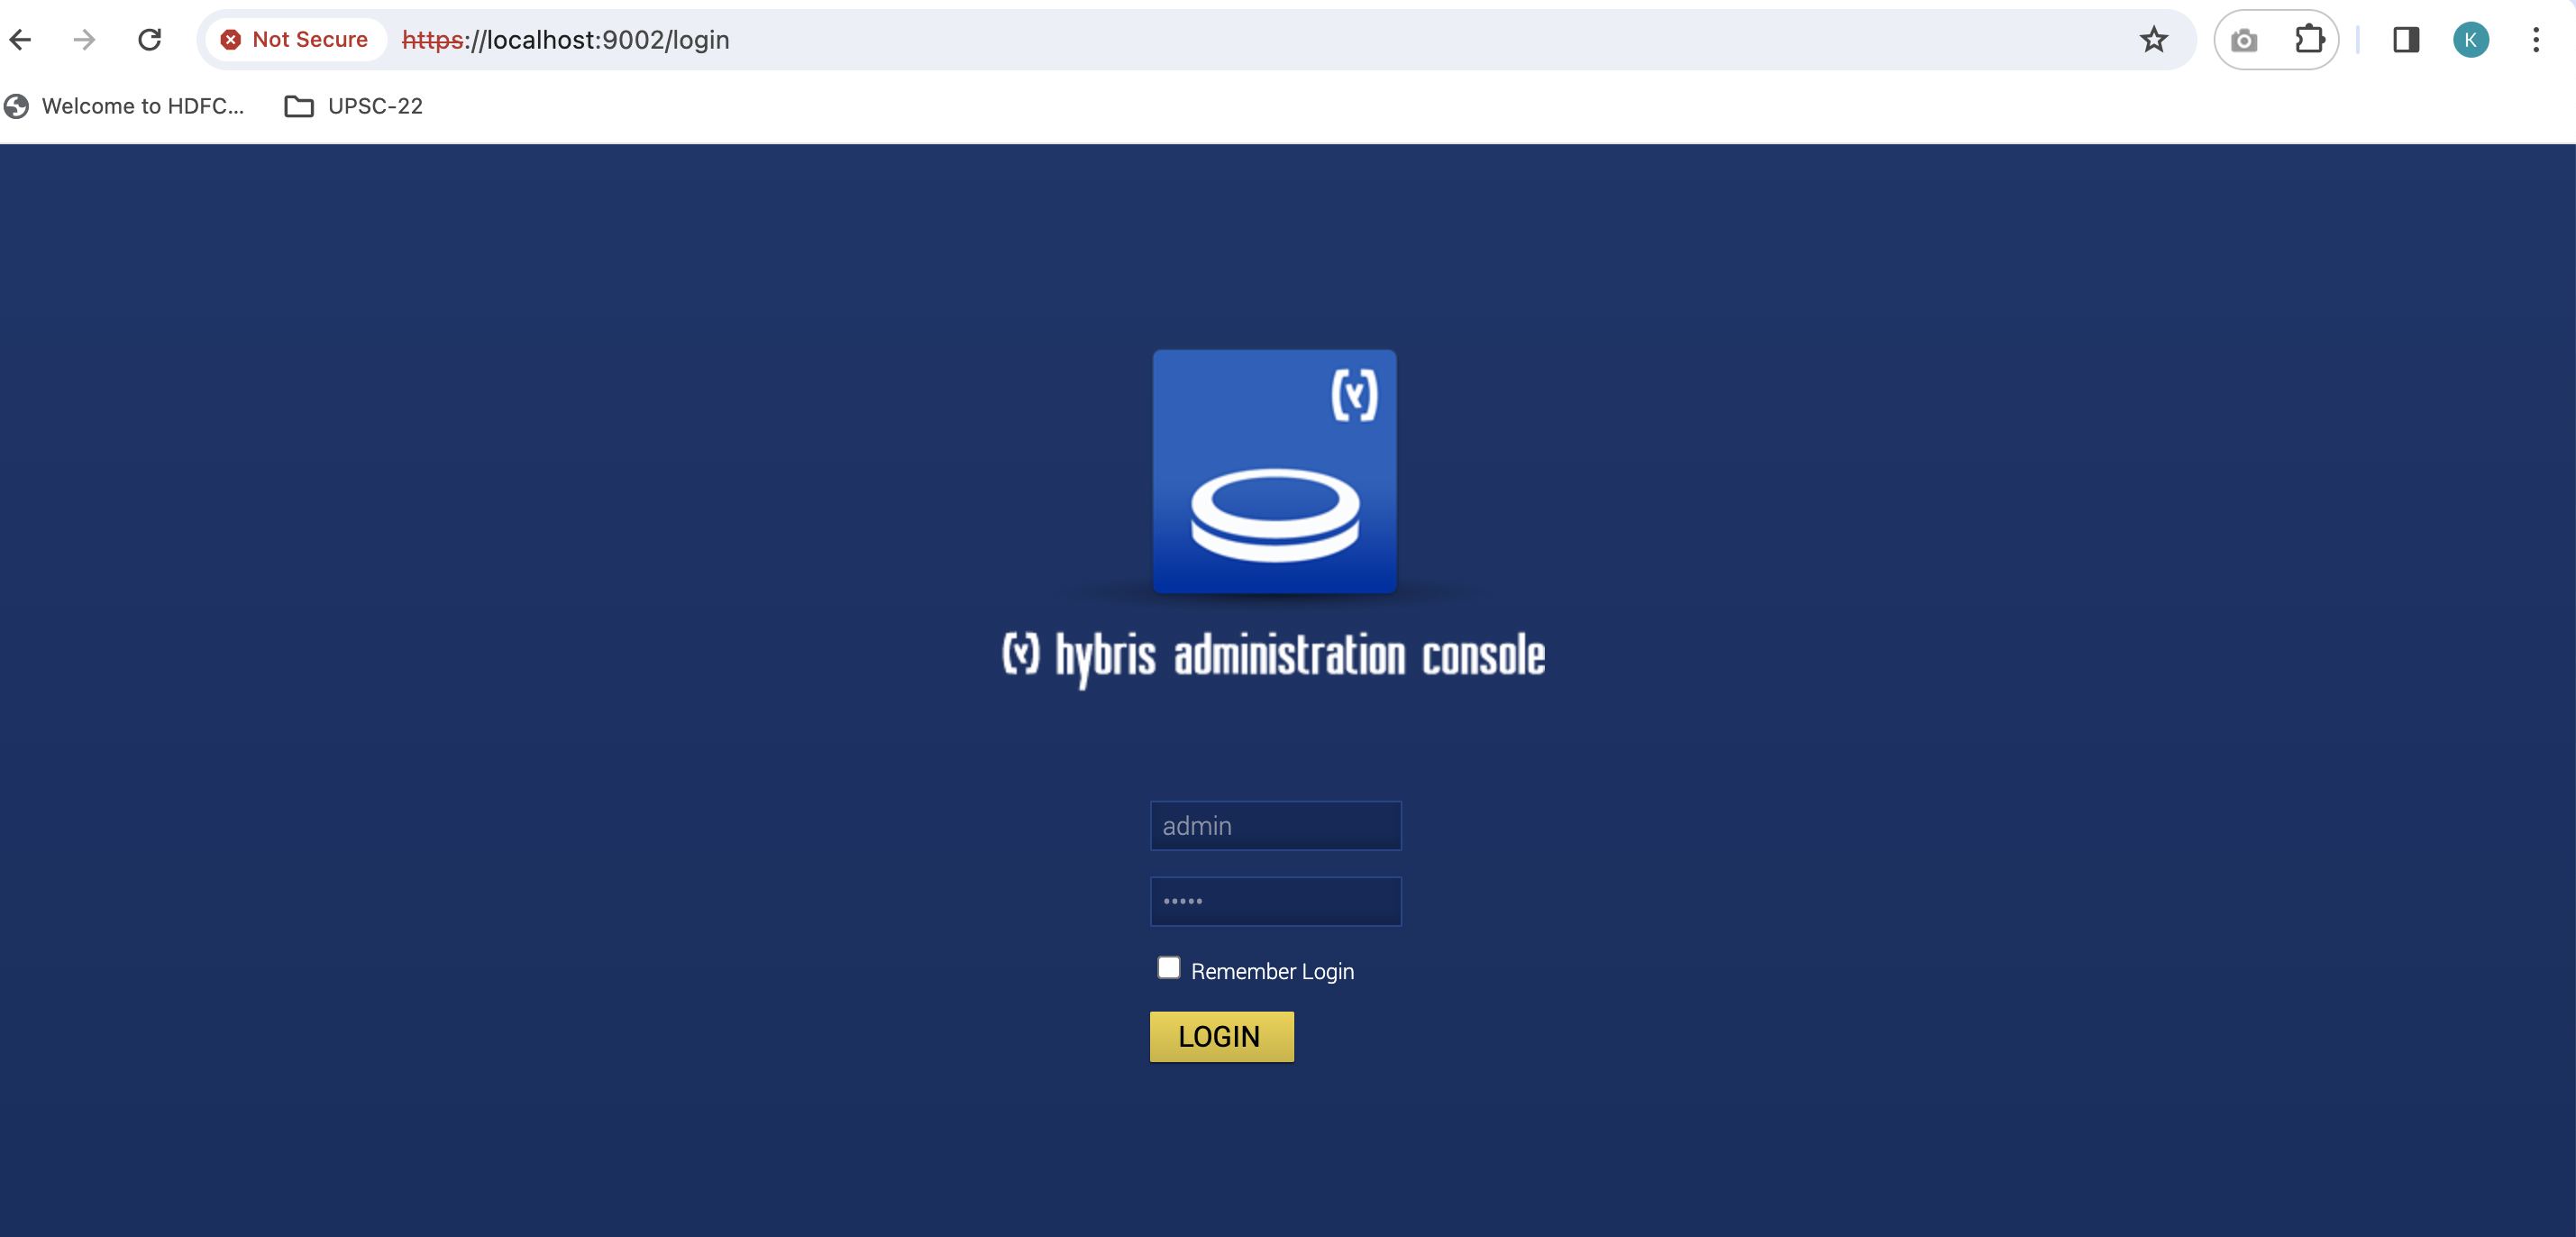 Not Secure https://localhost:9002/login
K
Welcome to HDFC... UPSC-22
(y)
(y) hybris administration console
admin
•••••
Remember Login
LOGIN